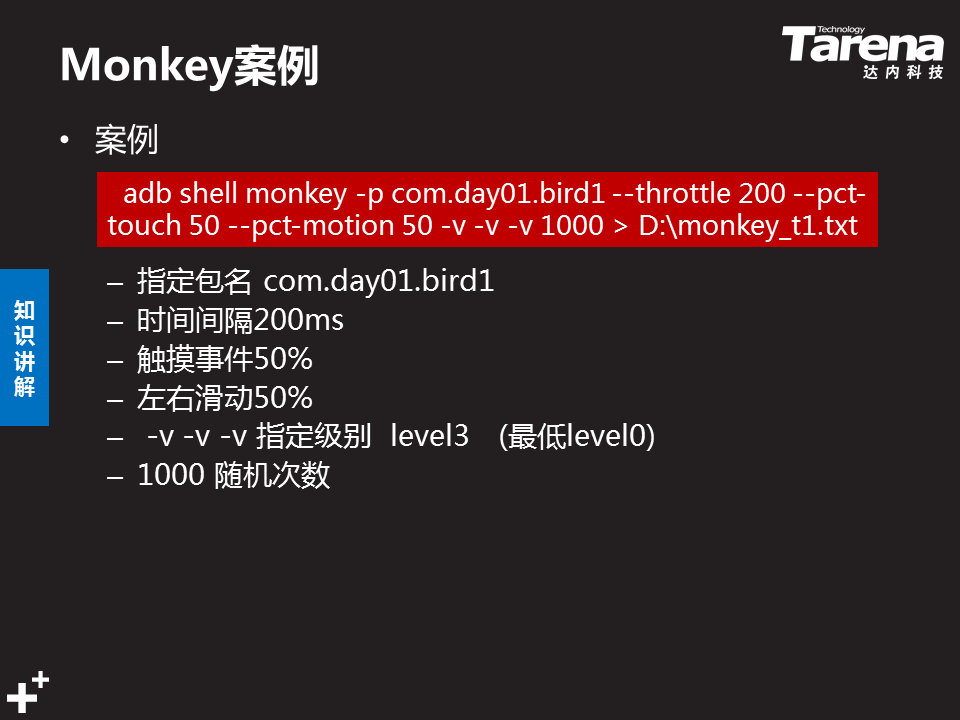 Monkey案例
Technology
Tarena
达内科技
• 案例
adb shell monkey -p com.day01.bird1 --throttle 200 --pct-
touch 50 --pct-motion 50 -v -v -v 1000 > D:\monkey_t1.txt
– 指定包名 com.day01.bird1
– 时间间隔200ms
– 触摸事件50%
– 左右滑动50%
– -v -v -v 指定级别 level3 (最低level0)
– 1000 随机次数
知
识
讲
解